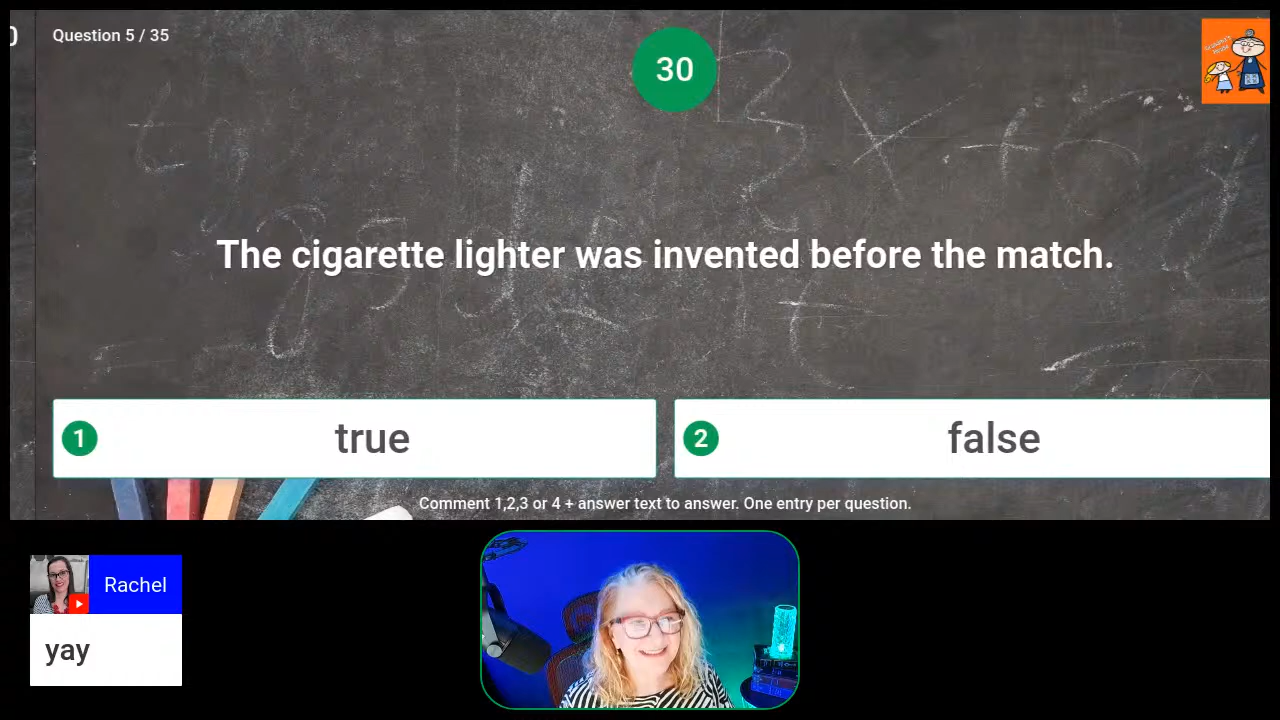 0
Question 5 / 35
30
The cigarette lighter was invented before the match.
1 true
2 false
Comment 1,2,3 or 4 + answer text to answer. One entry per question.
Rachel
yay